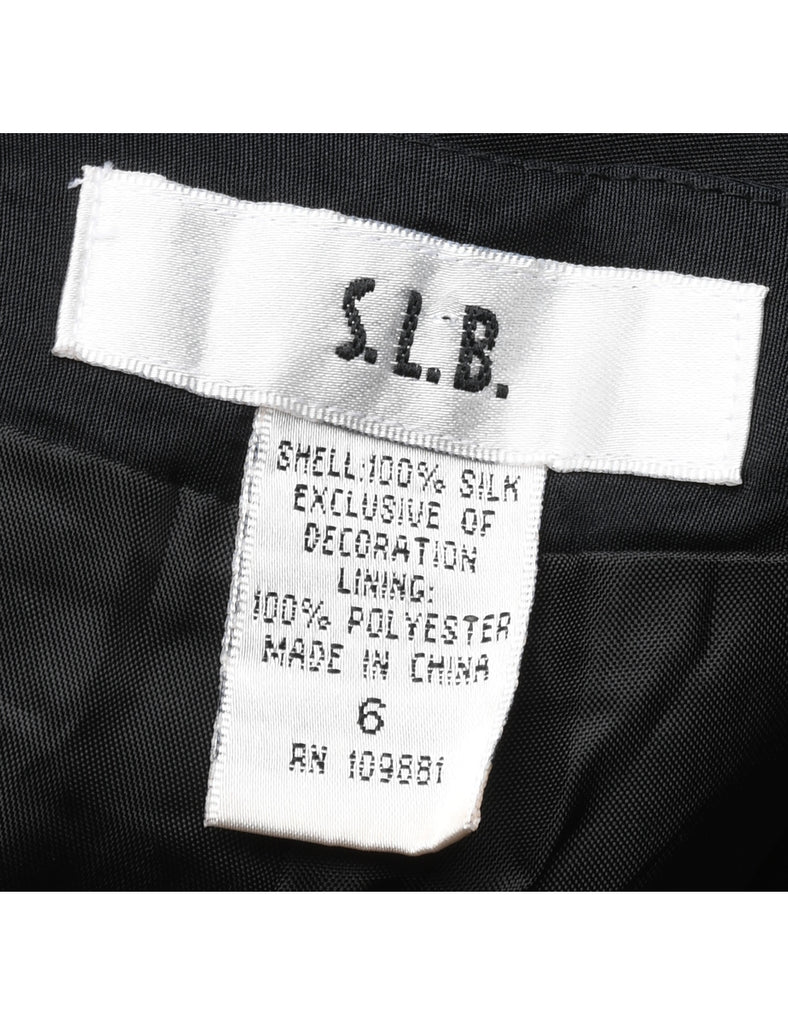 S.L.B.
SHELL:100% SILK
EXCLUSIVE OF
DECORATION
LINING:
100% POLYESTER
MADE IN CHINA
6
RN 109881